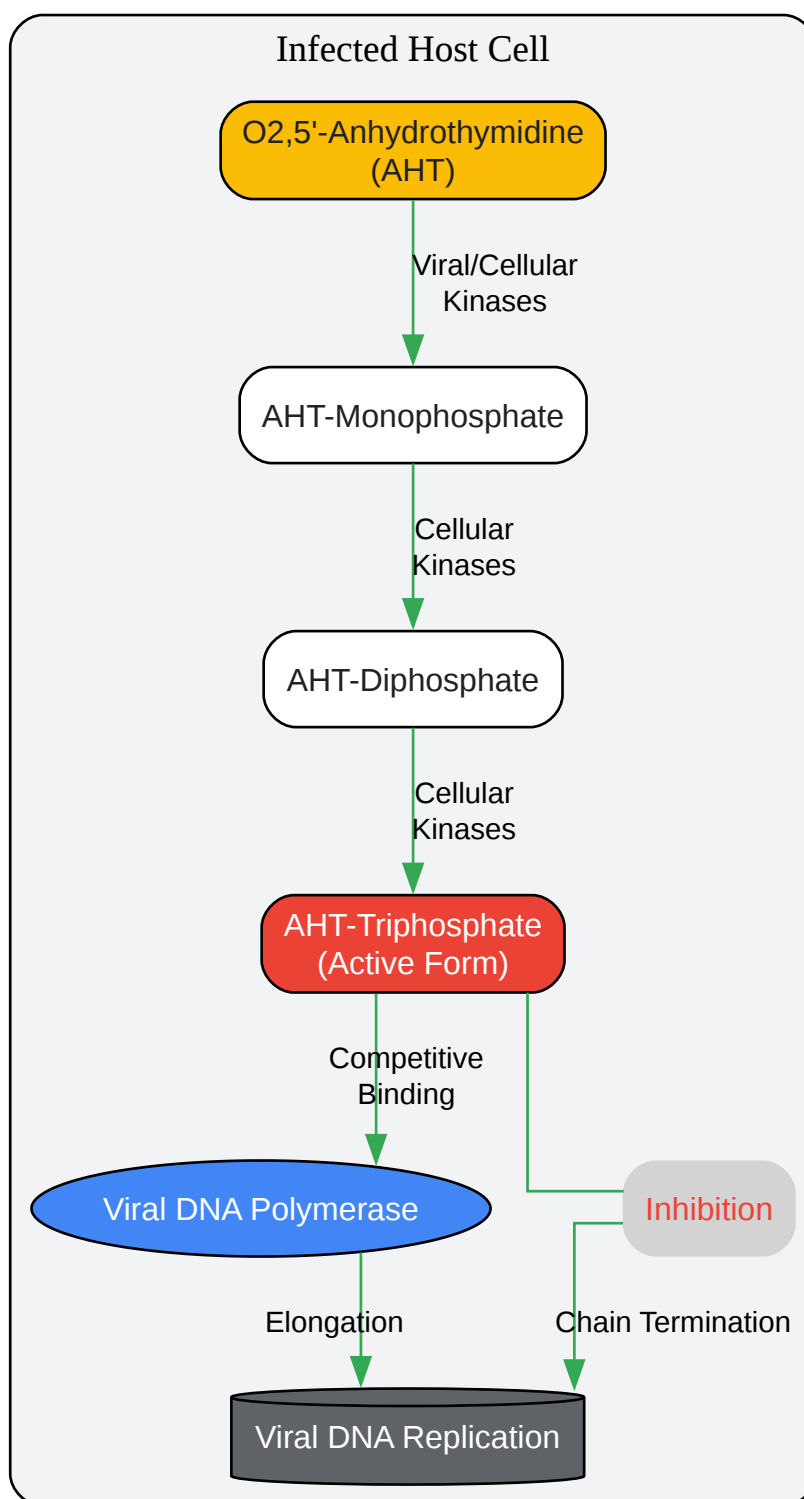 Infected Host Cell
O2,5'-Anhydrothymidine
(AHT)
Viral/Cellular
Kinases
AHT-Monophosphate
Cellular
Kinases
AHT-Diphosphate
Cellular
Kinases
AHT-Triphosphate
(Active Form)
Competitive
Binding
Viral DNA Polymerase
Inhibition
Elongation
Chain Termination
Viral DNA Replication